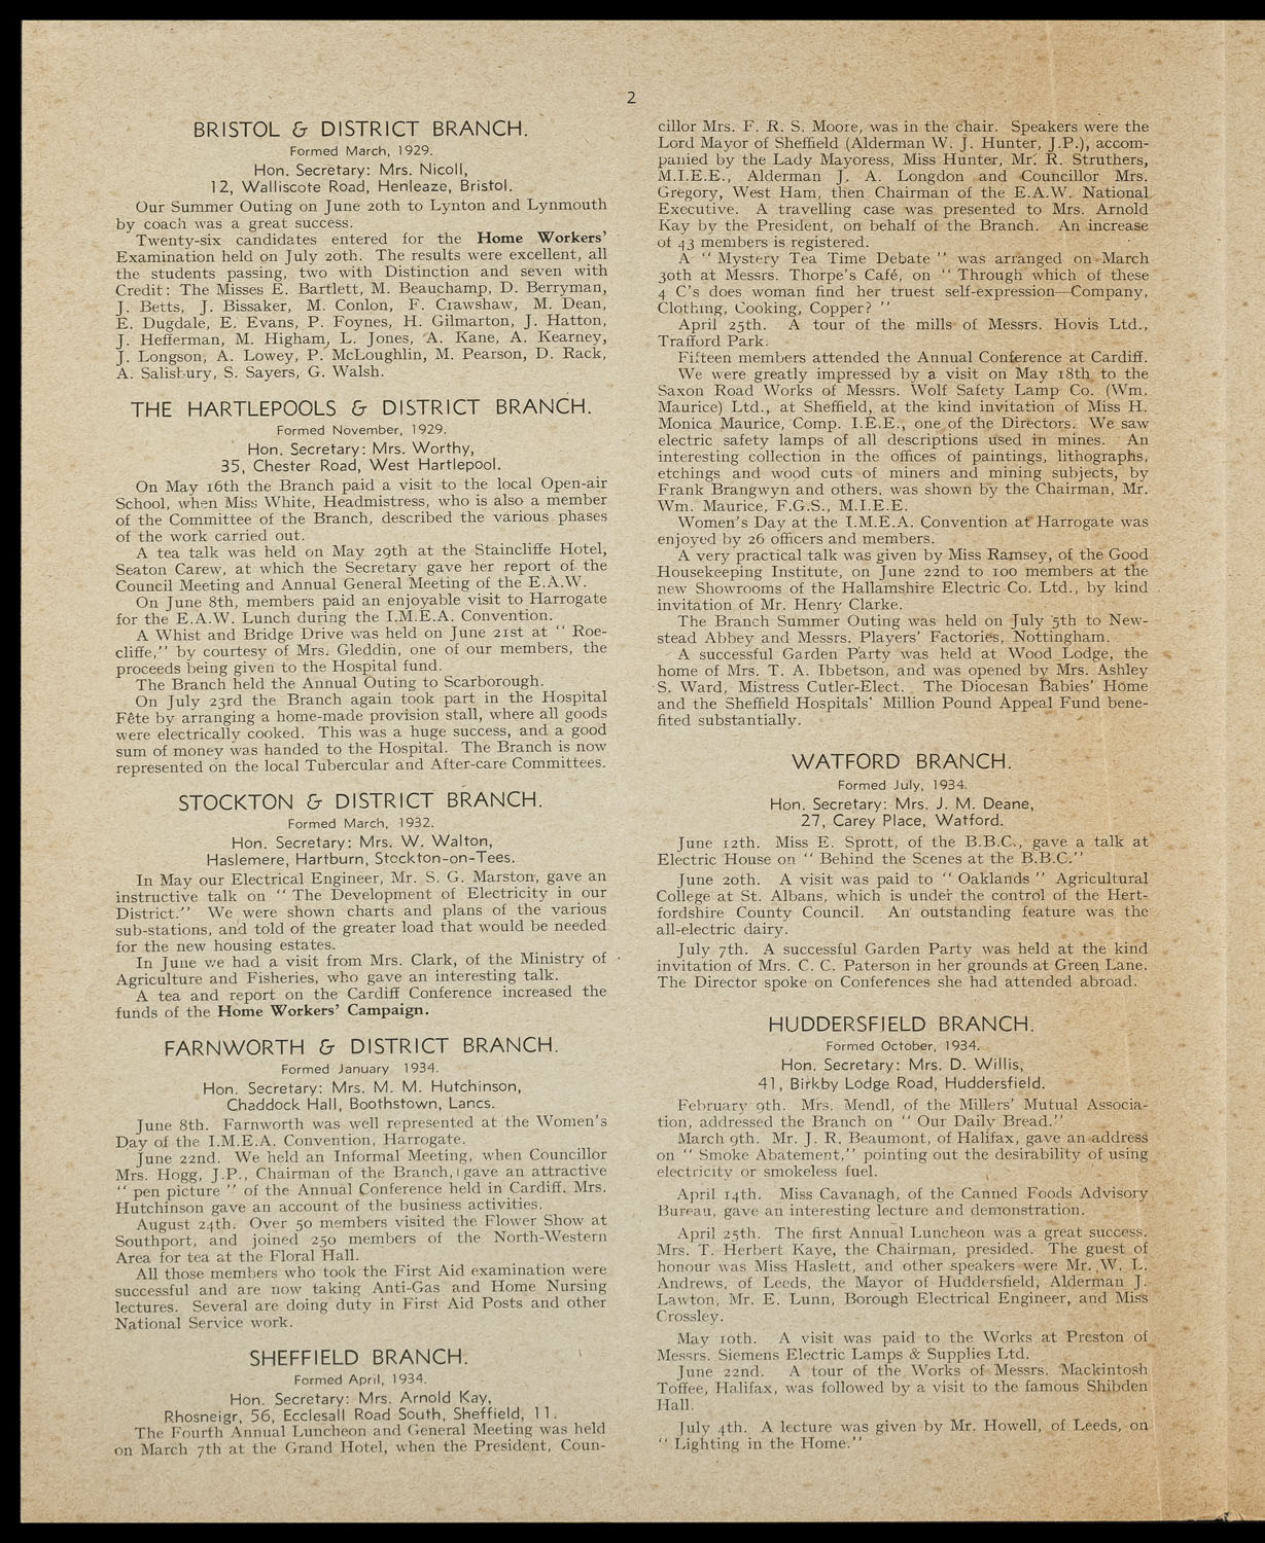 2
BRISTOL & DISTRICT BRANCH.
Formed March, 1929.
Hon. Secretary: Mrs. Nicoll,
12, Walliscote Road, Henleaze, Bristol.
Our Summer Outing on June 20th to Lynton and Lynmouth
by coach was a great success.
Twenty-six candidates entered for the Home Workers'
Examination held on July 20th. The results were excellent, all
the students passing, two with Distinction and seven with
Credit: The Misses E. Bartlett, M. Beauchamp, D. Berryman,
J. Betts, J. Bissaker, M. Conlon, F. Crawshaw, M. Dean,
E. Dugdale, E. Evans, P. Foynes, H. Gilmarton, J. Hatton,
J. Hefferman, M. Higham, L. Jones, A. Kane, A. Kearney,
J. Longson, A. Lowey, P. McLoughlin, M. Pearson, D. Rack,
A. Salisbury, S. Sayers, G. Walsh.
THE HARTLEPOOLS & DISTRICT BRANCH.
Formed November, 1929.
Hon. Secretary: Mrs. Worthy,
35, Chester Road, West Hartlepool.
On May 16th the Branch paid a visit to the local Open-air
School, when Miss White, Headmistress, who is also a member
of the Committee of the Branch, described the various phases
of the work carried out.
A tea talk was held on May 29th at the Staincliffe Hotel,
Seaton Carew, at which the Secretary gave her report of the
Council Meeting and Annual General Meeting of the E.A.W.
On June 8th, members paid an enjoyable visit to Harrogate
for the E.A.W. Lunch during the I.M.E.A. Convention.
A Whist and Bridge Drive was held on June 21st at " Roe-
cliffe," by courtesy of Mrs. Gleddin, one of our members, the
proceeds being given to the Hospital fund.
The Branch held the Annual Outing to Scarborough.
On July 23rd the Branch again took part in the Hospital
Fête by arranging a home-made provision stall, where all goods
were electrically cooked. This was a huge success, and a good
sum of money was handed to the Hospital. The Branch is now
represented on the local Tubercular and After-care Committees.
STOCKTON & DISTRICT BRANCH.
Formed March, 1932.
Hon. Secretary: Mrs. W. Walton,
Haslemere, Hartburn, Stockton-on-Tees.
In May our Electrical Engineer, Mr. S. G. Marston, gave an
instructive talk on " The Development of Electricity in our
District." We were shown charts and plans of the various
sub-stations, and told of the greater load that would be needed
for the new housing estates.
In June we had a visit from Mrs. Clark, of the Ministry of
Agriculture and Fisheries, who gave an interesting talk.
A tea and report on the Cardiff Conference increased the
funds of the Home Workers' Campaign.
FARNWORTH & DISTRICT BRANCH.
Formed January 1934.
Hon. Secretary: Mrs. M. M. Hutchinson,
Chaddock Hall, Boothstown, Lancs.
June 8th. Farnworth was well represented at the Women's
Day of the I.M.E.A. Convention, Harrogate.
June 22nd. We held an Informal Meeting, when Councillor
Mrs. Hogg, J.P., Chairman of the Branch, gave an attractive
" pen picture " of the Annual Conference held in Cardiff. Mrs.
Hutchinson gave an account of the business activities.
August 24th. Over 50 members visited the Flower Show at
Southport, and joined 250 members of the North-Western
Area for tea at the Floral Hall.
All those members who took the First Aid examination were
successful and are now taking Anti-Gas and Home Nursing
lectures. Several are doing duty in First Aid Posts and other
National Service work.
SHEFFIELD BRANCH.
Formed April, 1934.
Hon. Secretary: Mrs. Arnold Kay,
Rhosneigr, 56, Ecclesall Road South, Sheffield, 11.
The Fourth Annual Luncheon and General Meeting was held
on March 7th at the Grand Hotel, when the President, Coun-
cillor Mrs. F. R. S. Moore, was in the chair. Speakers were the
Lord Mayor of Sheffield (Alderman W. J. Hunter, J.P.), accom-
panied by the Lady Mayoress, Miss Hunter, Mr. R. Struthers,
M.I.E.E., Alderman J. A. Longdon and Councillor Mrs.
Gregory, West Ham, then Chairman of the E.A.W. National
Executive. A travelling case was presented to Mrs. Arnold
Kay by the President, on behalf of the Branch. An increase
of 43 members is registered.
A " Mystery Tea Time Debate " was arranged on March
30th at Messrs. Thorpe's Café, on " Through which of these
4 C's does woman find her truest self-expression—Company,
Clothing, Cooking, Copper? "
April 25th. A tour of the mills of Messrs. Hovis Ltd.,
Trafford Park.
Fifteen members attended the Annual Conference at Cardiff.
We were greatly impressed by a visit on May 18th to the
Saxon Road Works of Messrs. Wolf Safety Lamp Co. (Wm.
Maurice) Ltd., at Sheffield, at the kind invitation of Miss H.
Monica Maurice, Comp. I.E.E., one of the Directors. We saw
electric safety lamps of all descriptions used in mines. An
interesting collection in the offices of paintings, lithographs,
etchings and wood cuts of miners and mining subjects, by
Frank Brangwyn and others, was shown by the Chairman, Mr.
Wm. Maurice, F.G.S., M.I.E.E.
Women's Day at the I.M.E.A. Convention at Harrogate was
enjoyed by 26 officers and members.
A very practical talk was given by Miss Ramsey, of the Good
Housekeeping Institute, on June 22nd to 100 members at the
new Showrooms of the Hallamshire Electric Co. Ltd., by kind
invitation of Mr. Henry Clarke.
The Branch Summer Outing was held on July 5th to New-
stead Abbey and Messrs. Players' Factories, Nottingham.
A successful Garden Party was held at Wood Lodge, the
home of Mrs. T. A. Ibbetson, and was opened by Mrs. Ashley
S. Ward, Mistress Cutler-Elect. The Diocesan Babies' Home
and the Sheffield Hospitals' Million Pound Appeal Fund bene-
fited substantially.
WATFORD BRANCH.
Formed July, 1934.
Hon. Secretary: Mrs. J. M. Deane,
27, Carey Place, Watford.
June 12th. Miss E. Sprott, of the B.B.C., gave a talk at
Electric House on " Behind the Scenes at the B.B.C."
June 20th. A visit was paid to " Oaklands " Agricultural
College at St. Albans, which is under the control of the Hert-
fordshire County Council. An outstanding feature was the
all-electric dairy.
July 7th. A successful Garden Party was held at the kind
invitation of Mrs. C. C. Paterson in her grounds at Green Lane.
The Director spoke on Conferences she had attended abroad.
HUDDERSFIELD BRANCH.
Formed October, 1934.
Hon. Secretary: Mrs. D. Willis,
41, Birkby Lodge Road, Huddersfield.
February 9th. Mrs. Mendl, of the Millers' Mutual Associa-
tion, addressed the Branch on " Our Daily Bread."
March 9th. Mr. J. R. Beaumont, of Halifax, gave an address
on " Smoke Abatement," pointing out the desirability of using
electricity or smokeless fuel.
April 14th. Miss Cavanagh, of the Canned Foods Advisory
Bureau, gave an interesting lecture and demonstration.
April 25th. The first Annual Luncheon was a great success.
Mrs. T. Herbert Kaye, the Chairman, presided. The guest of
honour was Miss Haslett, and other speakers were Mr. W. L.
Andrews, of Leeds, the Mayor of Huddersfield, Alderman J.
Lawton, Mr. E. Lunn, Borough Electrical Engineer, and Miss
Crossley.
May 10th. A visit was paid to the Works at Preston of
Messrs. Siemens Electric Lamps & Supplies Ltd.
June 22nd. A tour of the Works of Messrs. Mackintosh
Toffee, Halifax, was followed by a visit to the famous Shibden
Hall.
July 4th. A lecture was given by Mr. Howell, of Leeds, on
" Lighting in the Home."